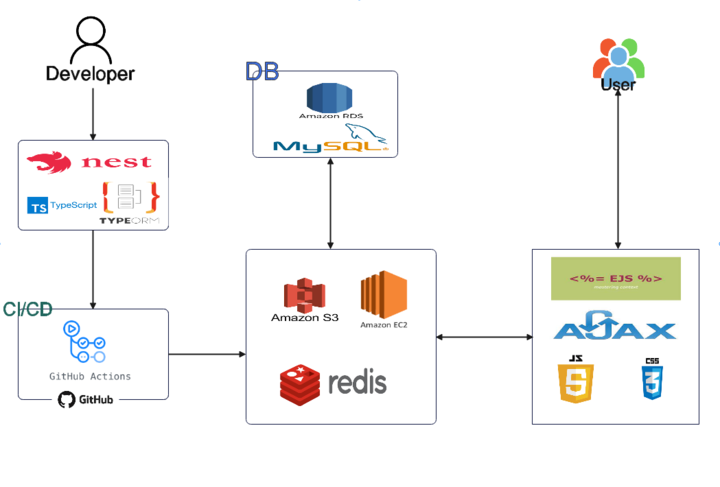 Developer
DB
Amazon RDS
MySQL®
User
nest
TS TypeScript
TYPEORM
CI/CD
GitHub Actions
GitHub
Amazon S3
Amazon EC2
redis
<%= EJS %>
AJAX
JS
5
CSS
3